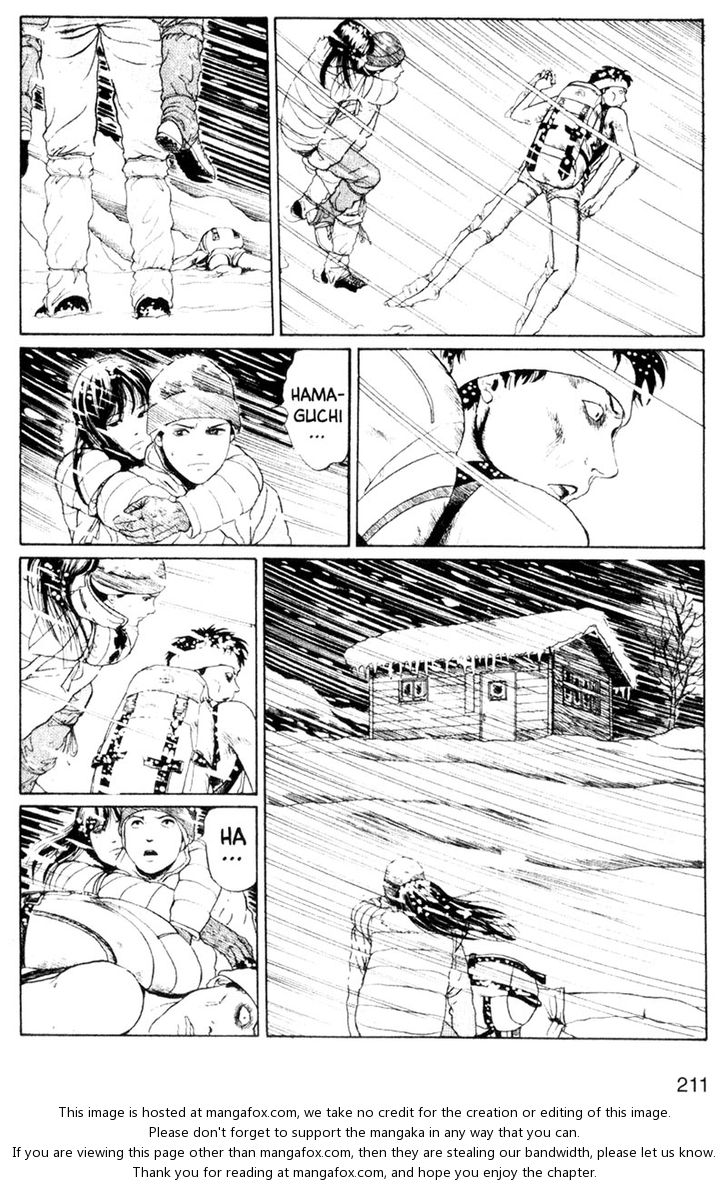 HAMA-
GUCHI
...
HA
...
211
This image is hosted at mangafox.com, we take no credit for the creation or editing of this image.
Please don't forget to support the mangaka in any way that you can.
If you are viewing this page other than mangafox.com, then they are stealing our bandwidth, please let us know.
Thank you for reading at mangafox.com, and hope you enjoy the chapter.